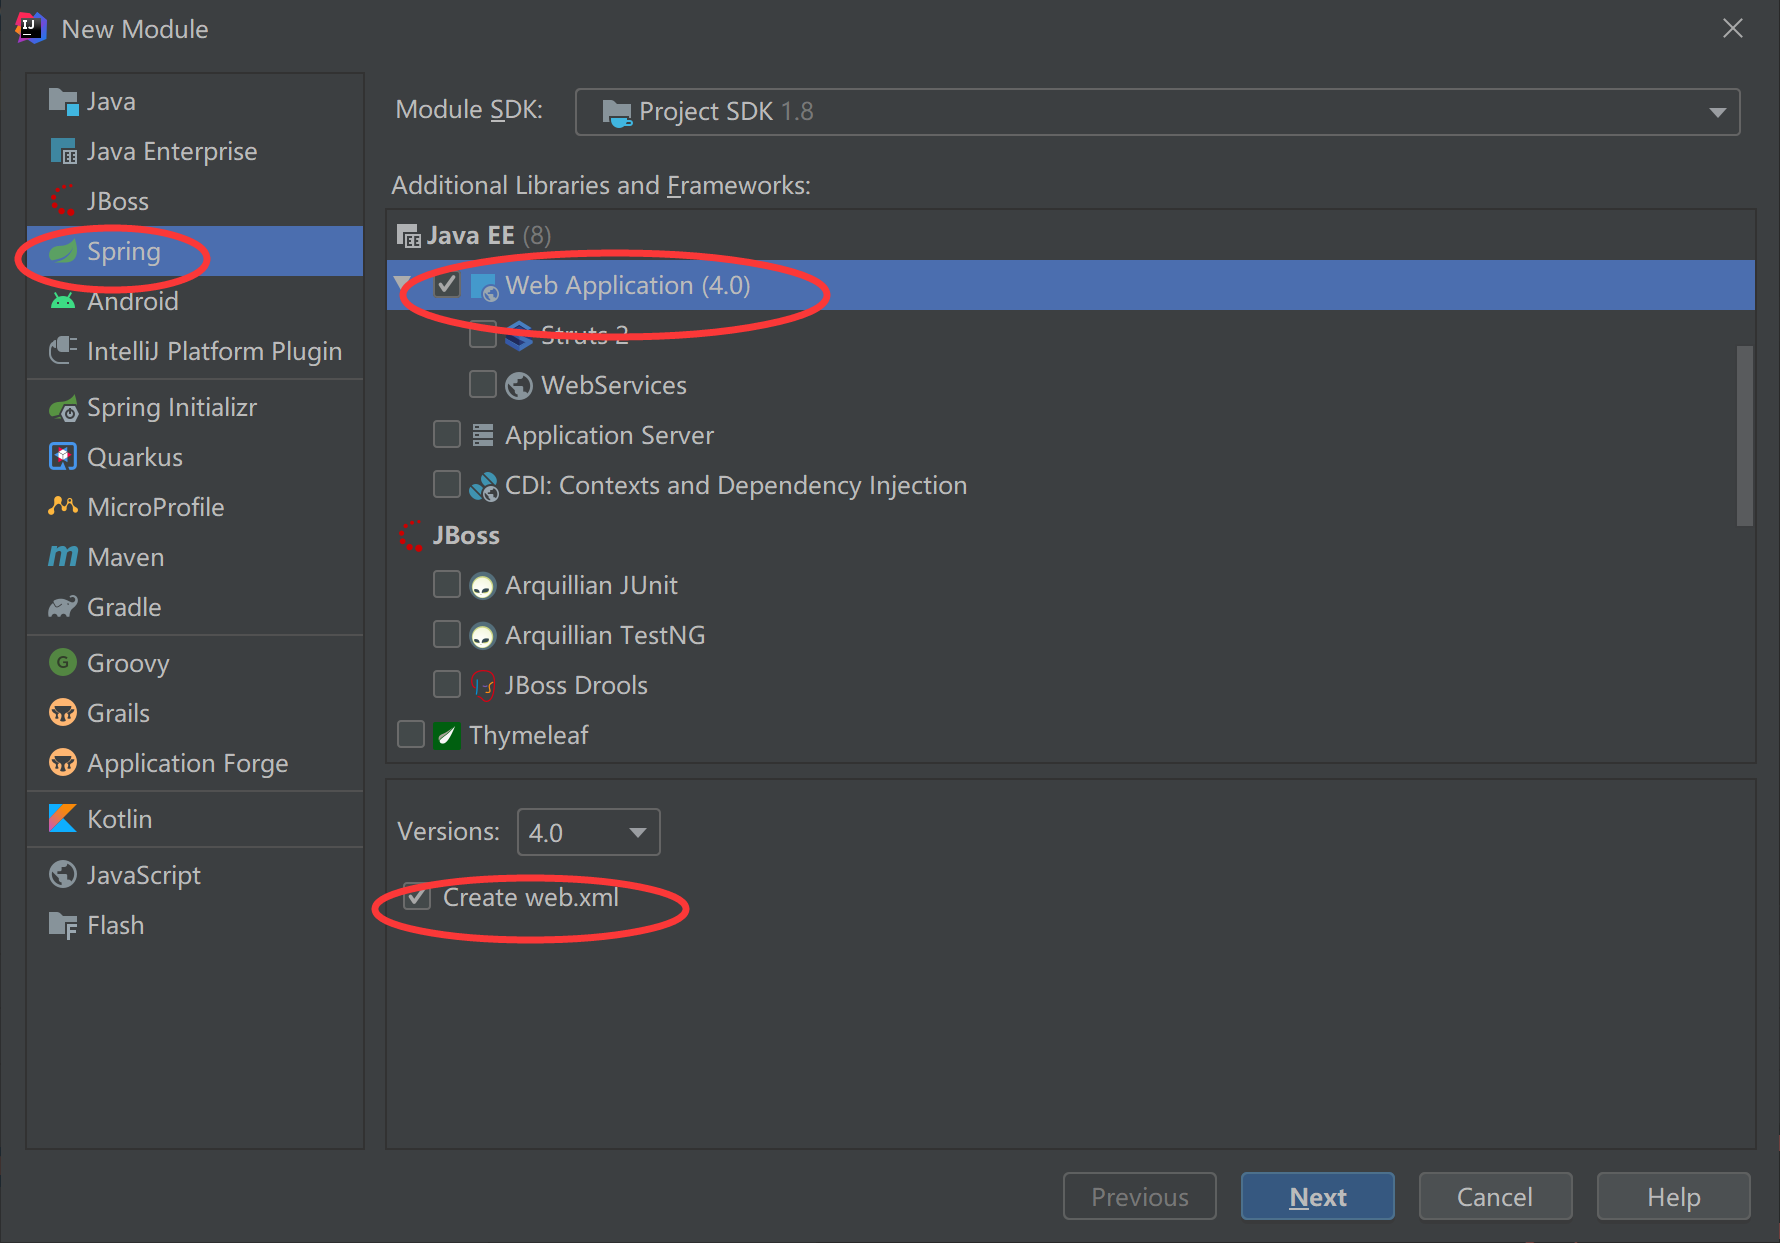 New Module
Java
Java Enterprise
JBoss
Spring
Android
IntelliJ Platform Plugin
Spring Initializr
Quarkus
MicroProfile
Maven
Gradle
Groovy
Grails
Application Forge
Kotlin
JavaScript
Flash
Module SDK: Project SDK 1.8
Additional Libraries and Frameworks:
Java EE (8)
Web Application (4.0)
Struts 2
WebServices
Application Server
CDI: Contexts and Dependency Injection
JBoss
Arquillian JUnit
Arquillian TestNG
JBoss Drools
Thymeleaf
Versions: 4.0
Create web.xml
Previous Next Cancel Help